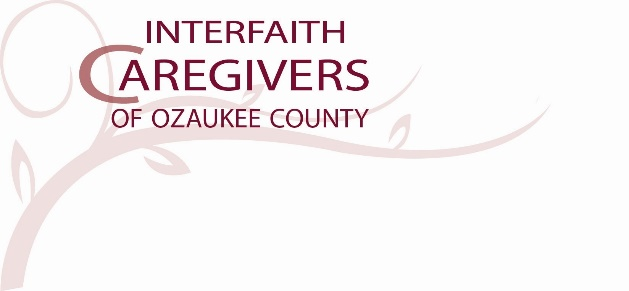 INTERFAITH
CAREGIVERS
OF OZAUKEE COUNTY